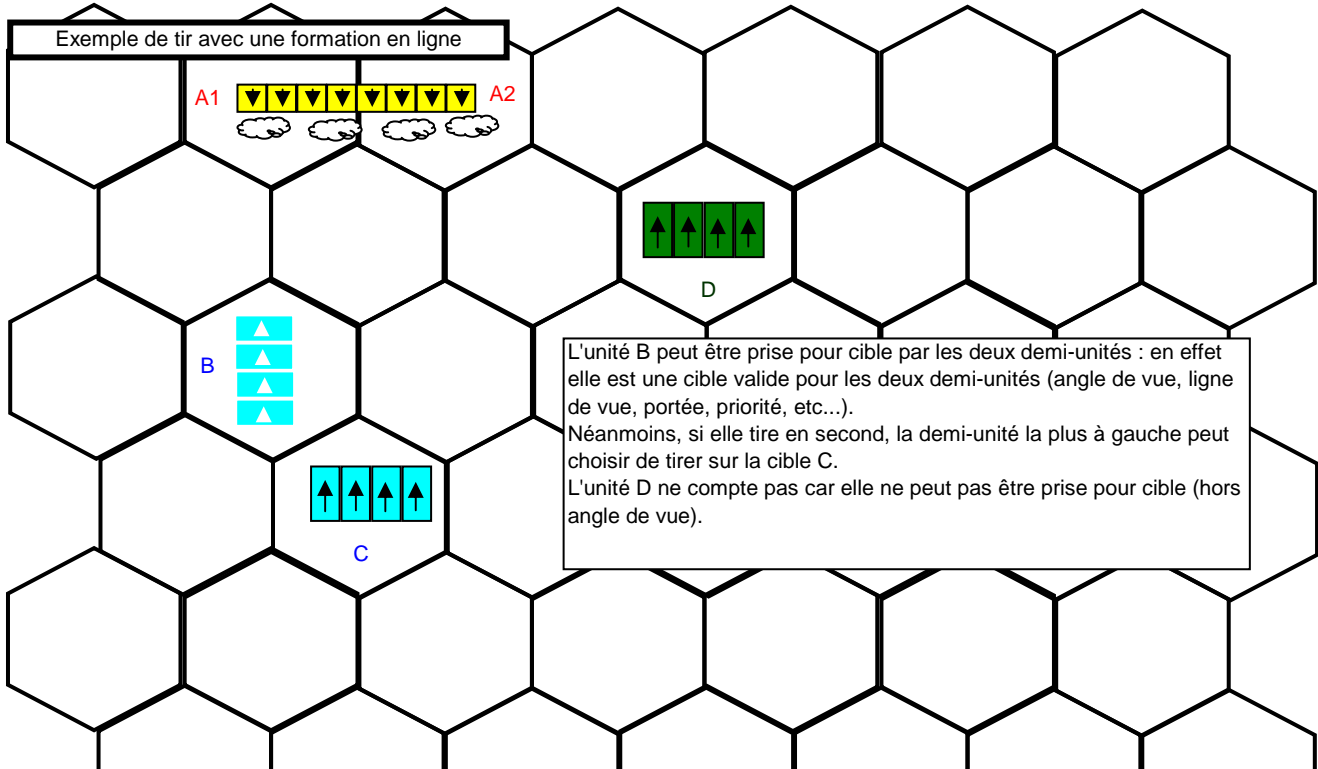 Exemple de tir avec une formation en ligne
A1
A2
D
B
L'unité B peut être prise pour cible par les deux demi-unités : en effet
elle est une cible valide pour les deux demi-unités (angle de vue, ligne
de vue, portée, priorité, etc...).
Néanmoins, si elle tire en second, la demi-unité la plus à gauche peut
choisir de tirer sur la cible C.
L'unité D ne compte pas car elle ne peut pas être prise pour cible (hors
angle de vue).
C